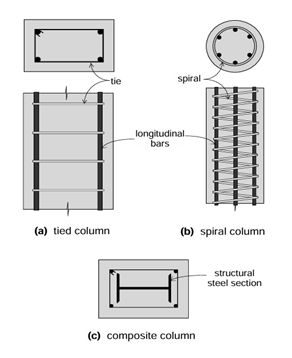 tie
spiral
longitudinal
bars
(a) tied column
(b) spiral column
structural
steel section
(c) composite column